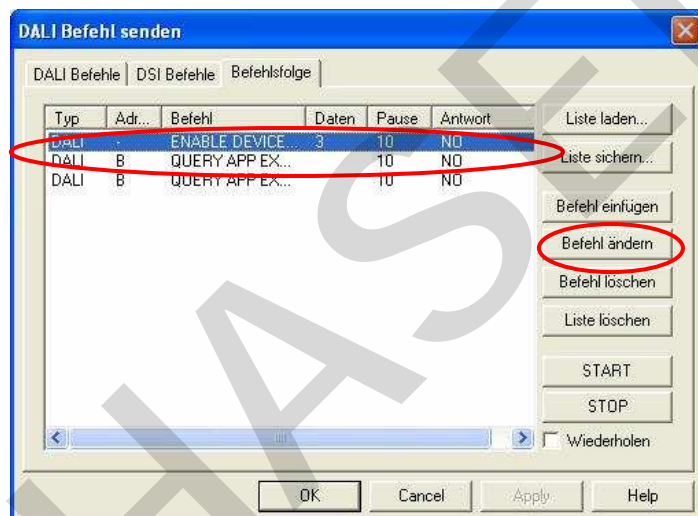 DALI Befehl senden
DALI Befehle
DSI Befehle
Befehlsfolge
Typ Adr... Befehl Daten Pause Antwort
DALI - ENABLE DEVICE... 3 10 NO
DALI B QUERY APP EX... 10 NO
DALI B QUERY APP EX... 10 NO
Liste laden...
Liste sichern...
Befehl einfügen
Befehl ändern
Befehl löschen
Liste löschen
START
STOP
Wiederholen
OK Cancel Apply Help